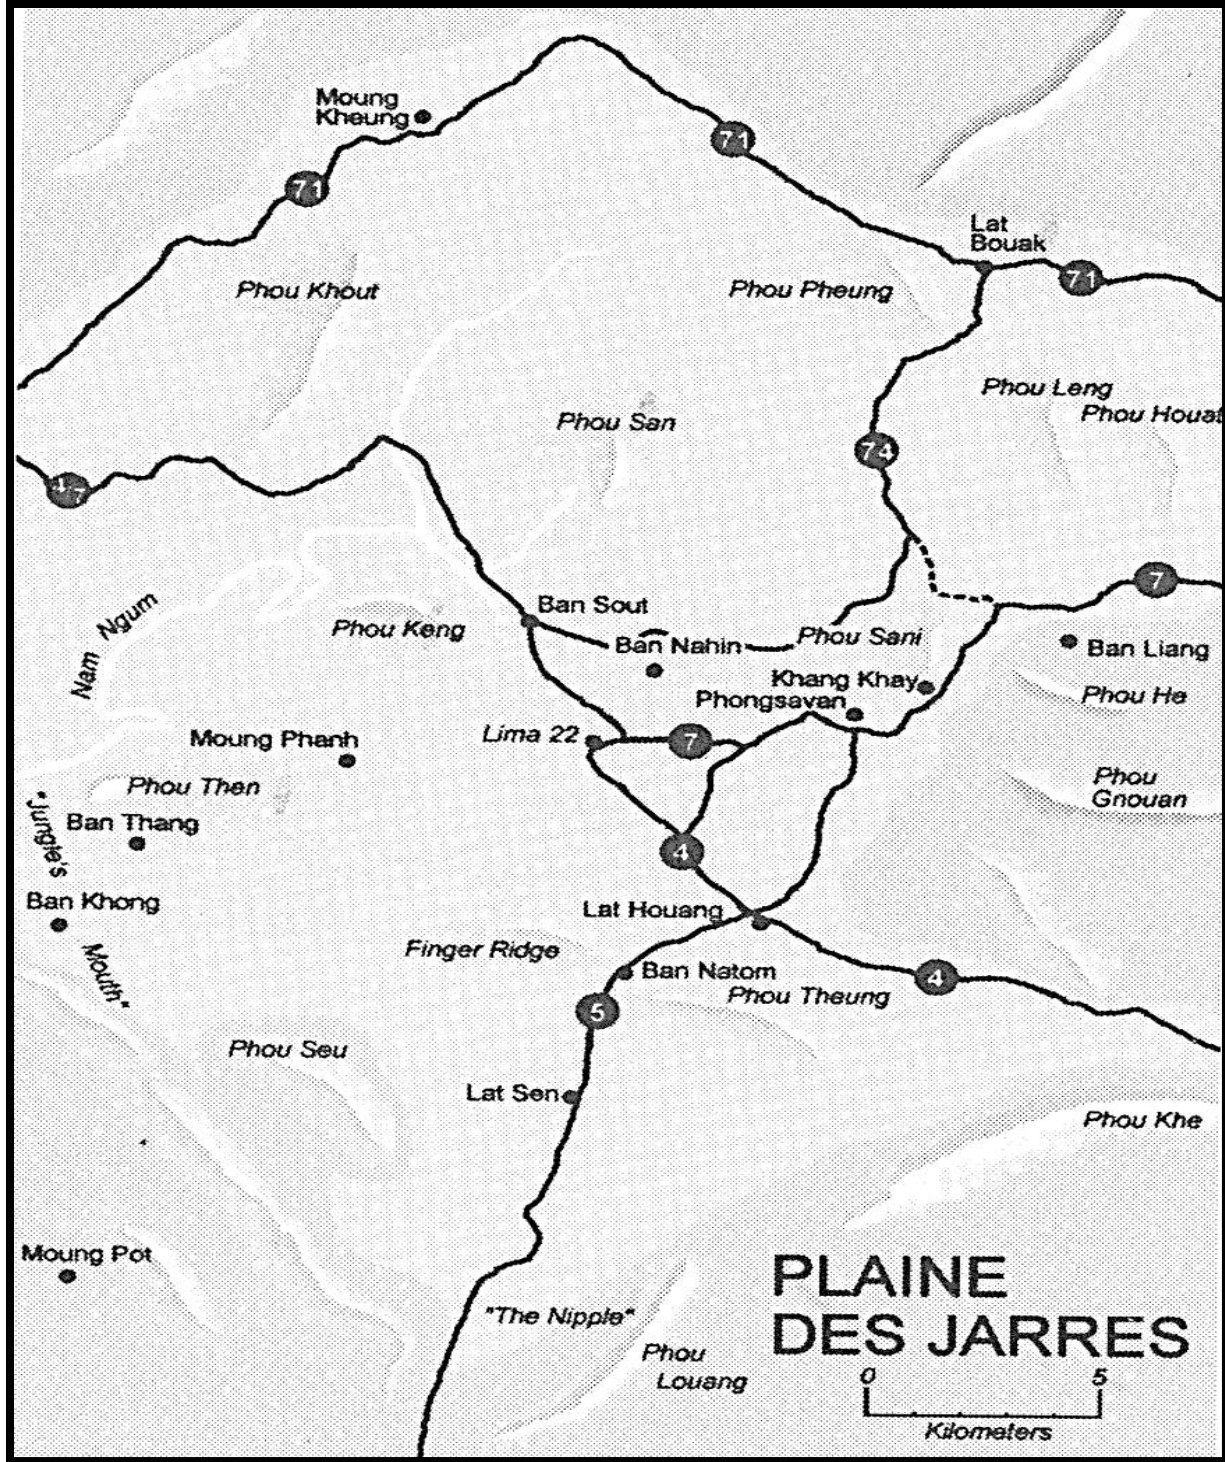 Moung
Kheung
71
71
Lat
Bouak
71
Phou Khout
Phou Pheung
Phou Leng
Phou Houat
Phou San
74
4/7
7
Nam Ngum
Ban Sout
Phou Keng
Ban Nahin
Phou Sani
Ban Liang
Khang Khay
Phongsavan
Phou He
Lima 22
7
Moung Phanh
Phou Then
Phou
Gnouan
"Jungle's
Mouth"
Ban Thang
4
Ban Khong
Lat Houang
Finger Ridge
Ban Natom
4
Phou Theung
5
Phou Seu
Lat Sen
Phou Khe
Moung Pot
"The Nipple"
Phou
Louang
PLAINE
DES JARRES
0 5
Kilometers